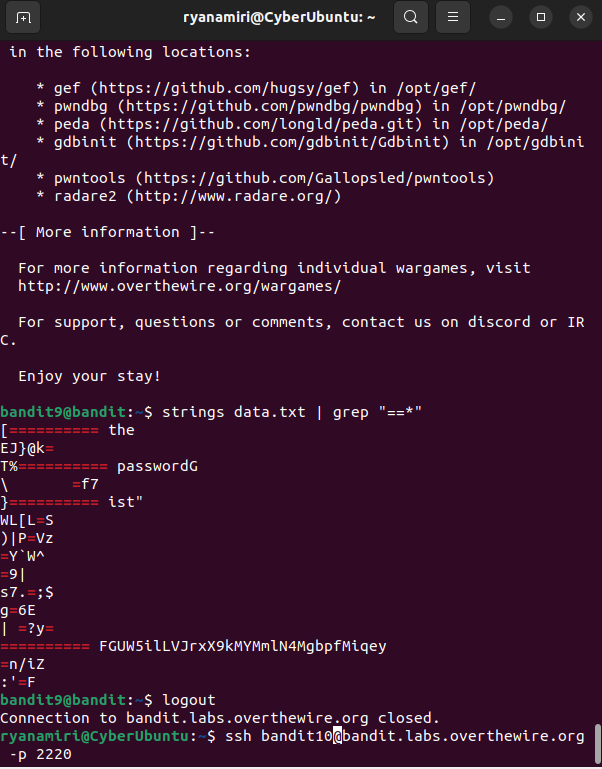 ryanamiri@CyberUbuntu: ~
in the following locations:
* gef (https://github.com/hugsy/gef) in /opt/gef/
* pwndbg (https://github.com/pwndbg/pwndbg) in /opt/pwndbg/
* peda (https://github.com/longld/peda.git) in /opt/peda/
* gdbinit (https://github.com/gdbinit/Gdbinit) in /opt/gdbini
t/
* pwntools (https://github.com/Gallopsled/pwntools)
* radare2 (http://www.radare.org/)
--[ More information ]--
For more information regarding individual wargames, visit
http://www.overthewire.org/wargames/
For support, questions or comments, contact us on discord or IR
C.
Enjoy your stay!
bandit9@bandit:~$ strings data.txt | grep "==*"
[========== the
EJ}@k=
T%========== passwordG
\        =f7
}========== ist"
WL[L=S
)|P=Vz
=Y`W^
=9|
s7.=;$
g=6E
| =?y=
========== FGUW5ilLVJrxX9kMYMmlN4MgbpfMiqey
=n/iZ
:'=F
bandit9@bandit:~$ logout
Connection to bandit.labs.overthewire.org closed.
ryanamiri@CyberUbuntu:~$ ssh bandit10@bandit.labs.overthewire.org
-p 2220